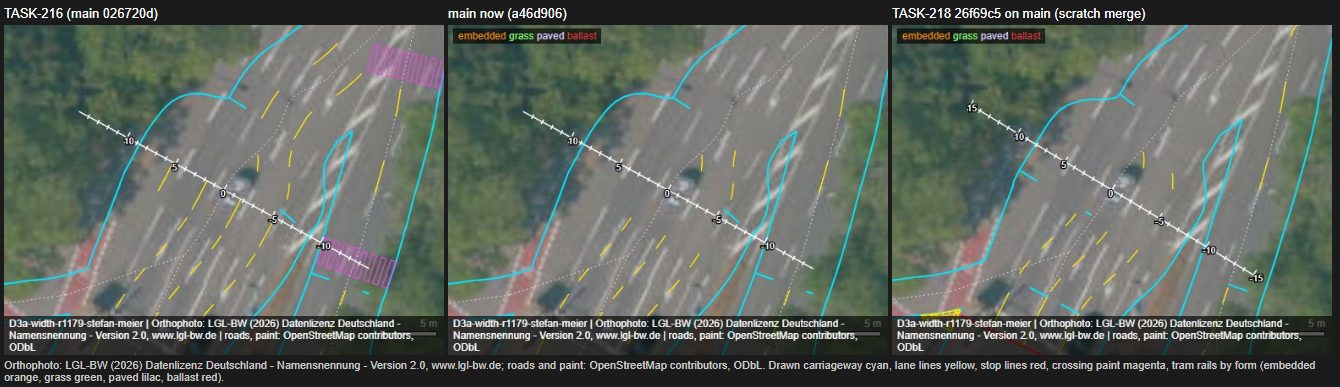 TASK-216 (main 026720d)
10
5
0
-5
-10
D3a-width-r1179-stefan-meier | Orthophoto: LGL-BW (2026) Datenlizenz Deutschland -
Namensnennung - Version 2.0, www.lgl-bw.de | roads, paint: OpenStreetMap contributors,
ODbL
5 m
main now (a46d906)
embedded grass paved ballast
10
5
0
-5
-10
D3a-width-r1179-stefan-meier | Orthophoto: LGL-BW (2026) Datenlizenz Deutschland -
Namensnennung - Version 2.0, www.lgl-bw.de | roads, paint: OpenStreetMap contributors,
ODbL
5 m
TASK-218 26f69c5 on main (scratch merge)
embedded grass paved ballast
15
10
5
0
-5
-10
-15
D3a-width-r1179-stefan-meier | Orthophoto: LGL-BW (2026) Datenlizenz Deutschland -
Namensnennung - Version 2.0, www.lgl-bw.de | roads, paint: OpenStreetMap contributors,
ODbL
5 m
Orthophoto: LGL-BW (2026) Datenlizenz Deutschland - Namensnennung - Version 2.0, www.lgl-bw.de; roads and paint: OpenStreetMap contributors, ODbL. Drawn carriageway cyan, lane lines yellow, stop lines red, crossing paint magenta, tram rails by form (embedded
orange, grass green, paved lilac, ballast red).